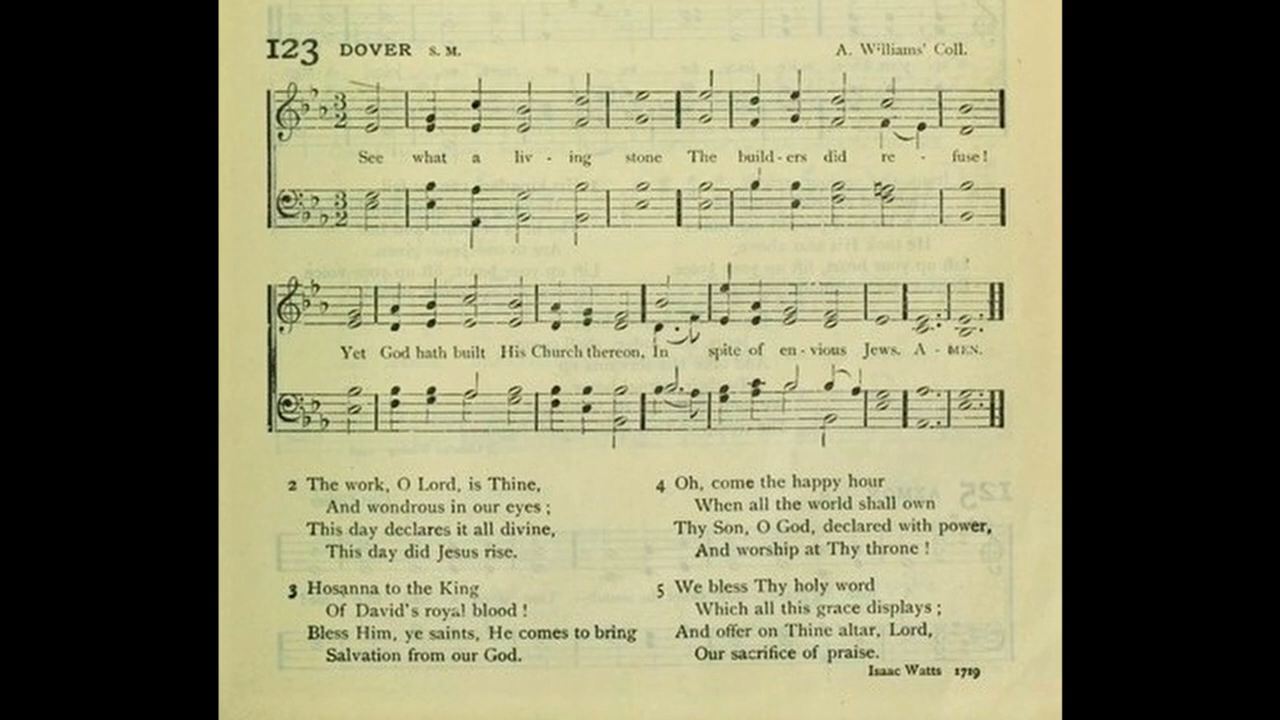 123 DOVER S. M. A. Williams' Coll.
See what a liv - ing stone The build - ers did re - fuse!
Yet God hath built His Church thereon, In spite of en - vious Jews. A - MEN.
2 The work, O Lord, is Thine,
And wondrous in our eyes;
This day declares it all divine,
This day did Jesus rise.
3 Hosanna to the King
Of David's royal blood!
Bless Him, ye saints, He comes to bring
Salvation from our God.
4 Oh, come the happy hour
When all the world shall own
Thy Son, O God, declared with power,
And worship at Thy throne!
5 We bless Thy holy word
Which all this grace displays;
And offer on Thine altar, Lord,
Our sacrifice of praise.
Isaac Watts 1719